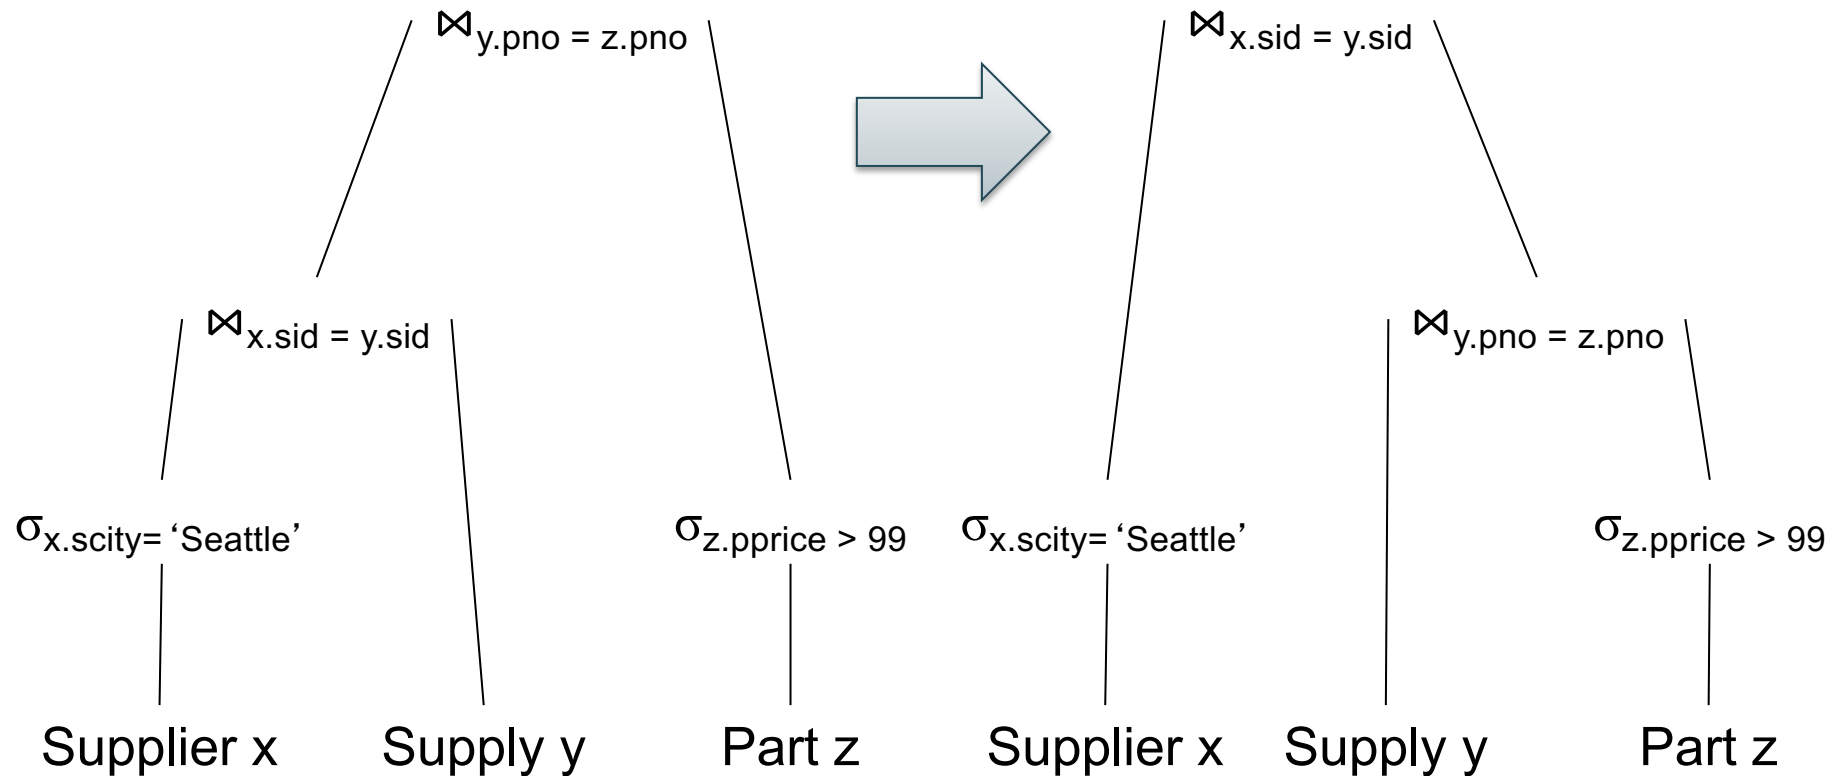 ⋈y.pno = z.pno ⋈x.sid = y.sid
⋈x.sid = y.sid ⋈y.pno = z.pno
σx.scity= ‘Seattle’ σz.pprice > 99 σx.scity= ‘Seattle’ σz.pprice > 99
Supplier x Supply y Part z Supplier x Supply y Part z